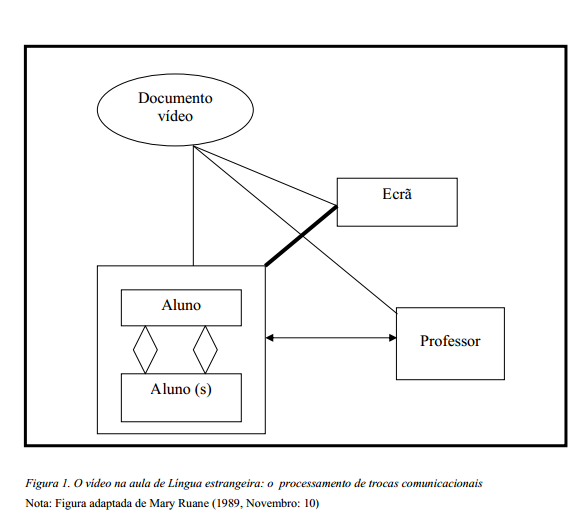 Documento
vídeo
Ecrã
Aluno
Professor
Aluno (s)
Figura 1. O vídeo na aula de Língua estrangeira: o processamento de trocas comunicacionais
Nota: Figura adaptada de Mary Ruane (1989, Novembro: 10)